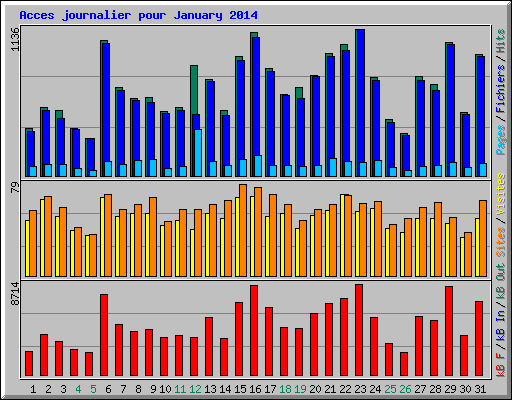 Acces journalier pour January 2014
1136
Pages / Fichiers / Hits
79
Sites / Visites
8714
kB F / kB In / kB Out
1 2 3 4 5 6 7 8 9 10 11 12 13 14 15 16 17 18 19 20 21 22 23 24 25 26 27 28 29 30 31